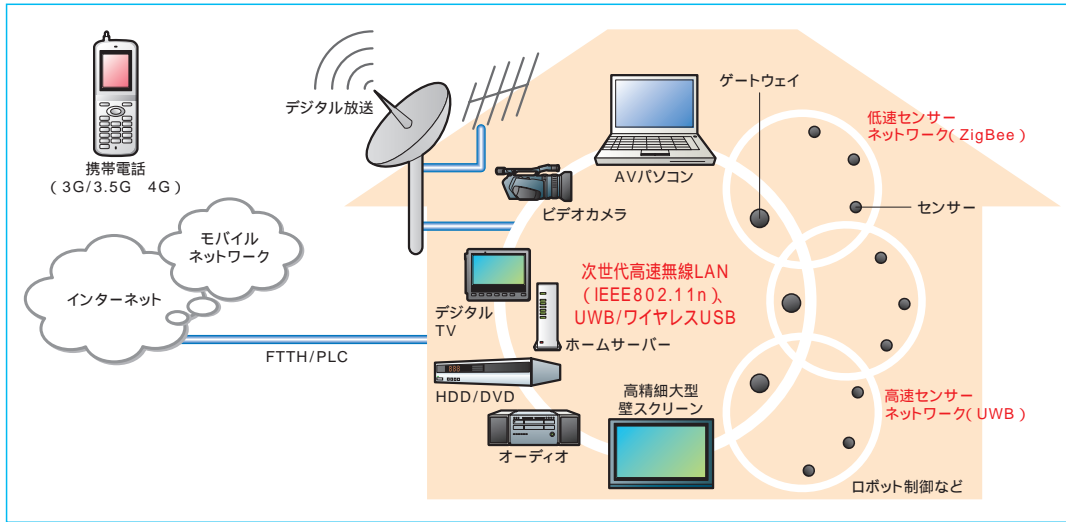 デジタル放送
携帯電話
(3G/3.5G 4G)
モバイル
ネットワーク
インターネット
FTTH/PLC
AVパソコン
ビデオカメラ
デジタル
TV
ホームサーバー
HDD/DVD
オーディオ
高精細大型
壁スクリーン
次世代高速無線LAN
(IEEE802.11n)、
UWB/ワイヤレスUSB
ゲートウェイ
低速センサー
ネットワーク(ZigBee)
センサー
高速センサー
ネットワーク(UWB)
ロボット制御など